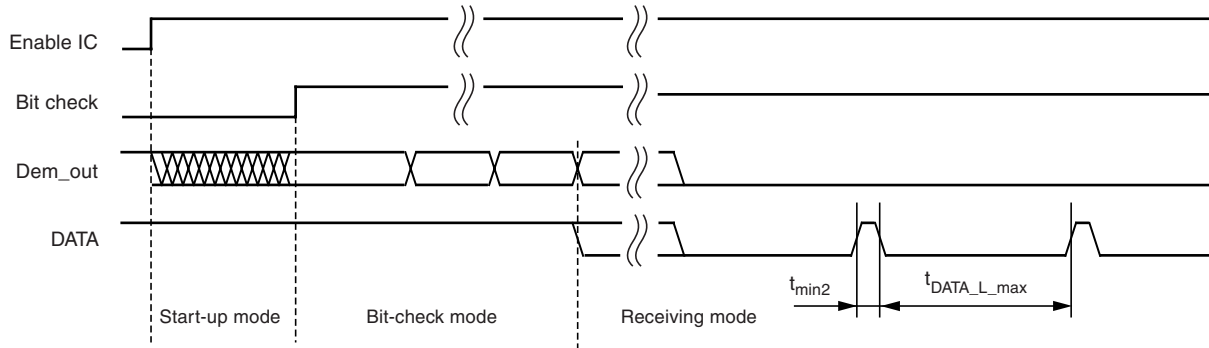 Enable IC
Bit check
Dem_out
DATA
t_min2
t_DATA_L_max
Start-up mode
Bit-check mode
Receiving mode